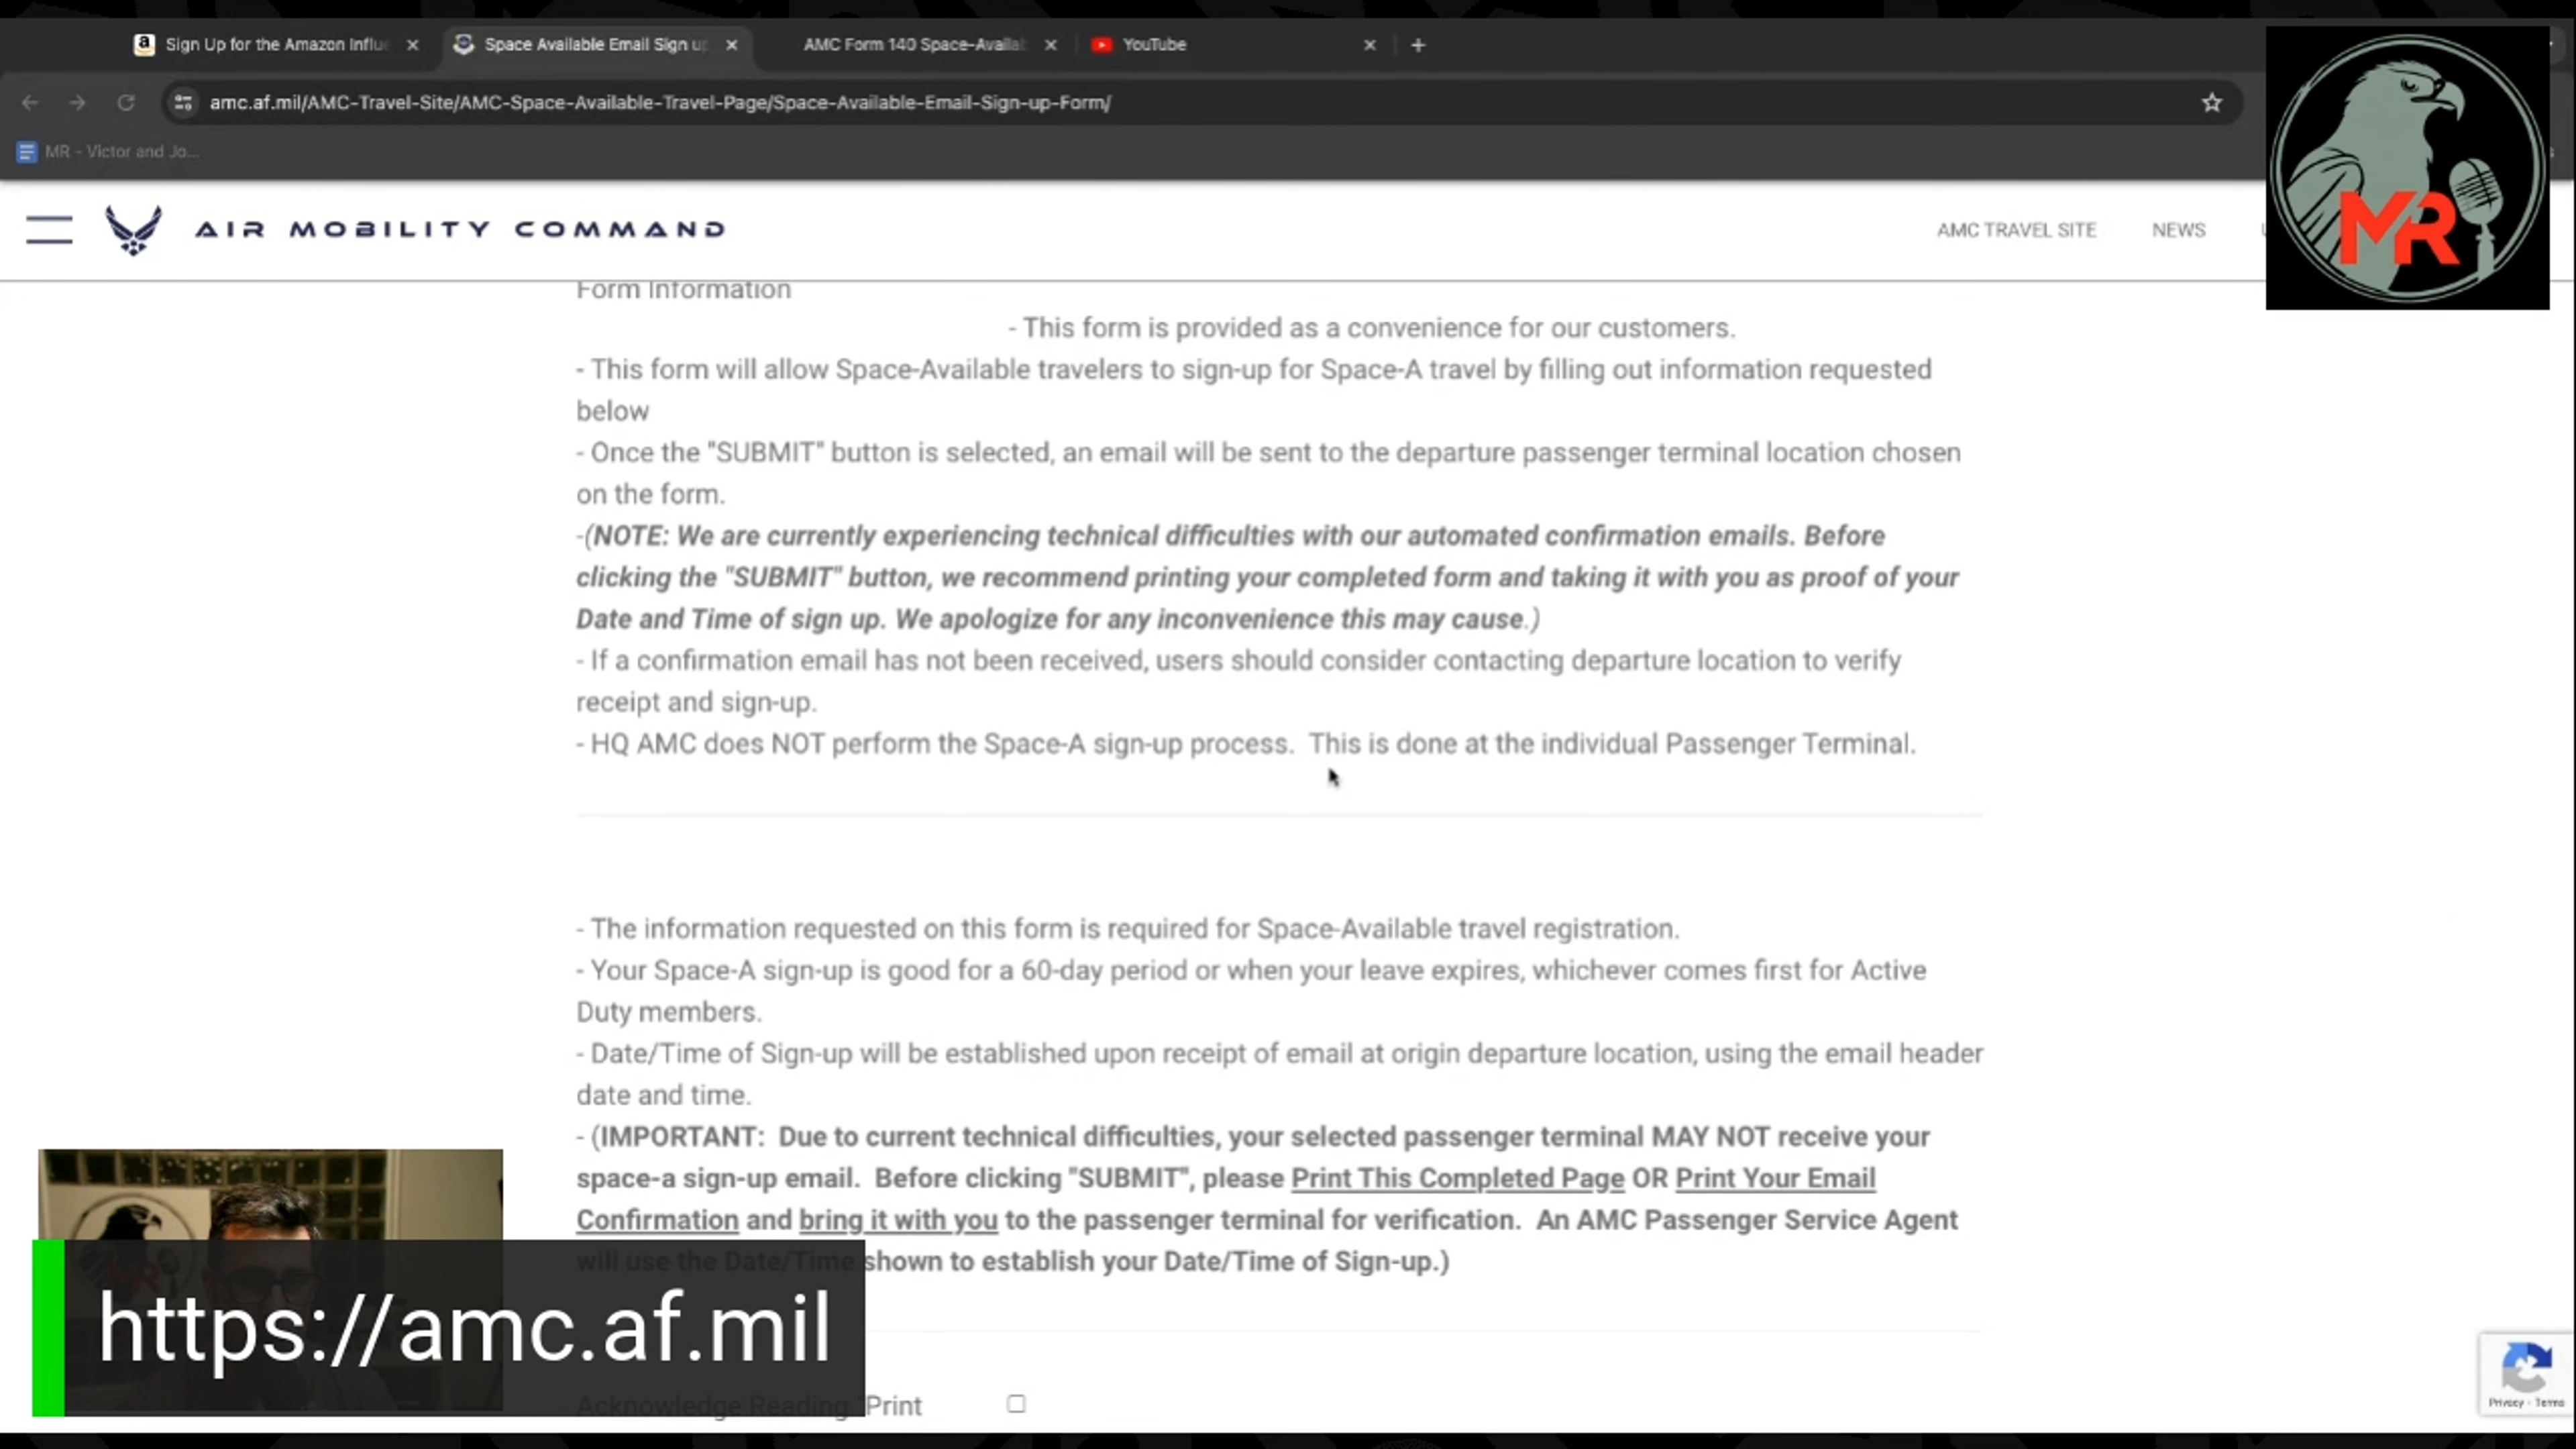 Sign Up for the Amazon Influe
Space Available Email Sign up
AMC Form 140 Space-Availab
YouTube
amc.af.mil/AMC-Travel-Site/AMC-Space-Available-Travel-Page/Space-Available-Email-Sign-up-Form/
MR - Victor and Jo...
MR
AIR MOBILITY COMMAND
AMC TRAVEL SITE
NEWS
Form Information
- This form is provided as a convenience for our customers.
- This form will allow Space-Available travelers to sign-up for Space-A travel by filling out information requested
below
- Once the "SUBMIT" button is selected, an email will be sent to the departure passenger terminal location chosen
on the form.
-(NOTE: We are currently experiencing technical difficulties with our automated confirmation emails. Before
clicking the "SUBMIT" button, we recommend printing your completed form and taking it with you as proof of your
Date and Time of sign up. We apologize for any inconvenience this may cause.)
- If a confirmation email has not been received, users should consider contacting departure location to verify
receipt and sign-up.
- HQ AMC does NOT perform the Space-A sign-up process. This is done at the individual Passenger Terminal.
- The information requested on this form is required for Space-Available travel registration.
- Your Space-A sign-up is good for a 60-day period or when your leave expires, whichever comes first for Active
Duty members.
- Date/Time of Sign-up will be established upon receipt of email at origin departure location, using the email header
date and time.
- (IMPORTANT: Due to current technical difficulties, your selected passenger terminal MAY NOT receive your
space-a sign-up email. Before clicking "SUBMIT", please Print This Completed Page OR Print Your Email
Confirmation and bring it with you to the passenger terminal for verification. An AMC Passenger Service Agent
will use the Date/Time shown to establish your Date/Time of Sign-up.)
https://amc.af.mil
Acknowledge Reading "Print
Privacy - Terms